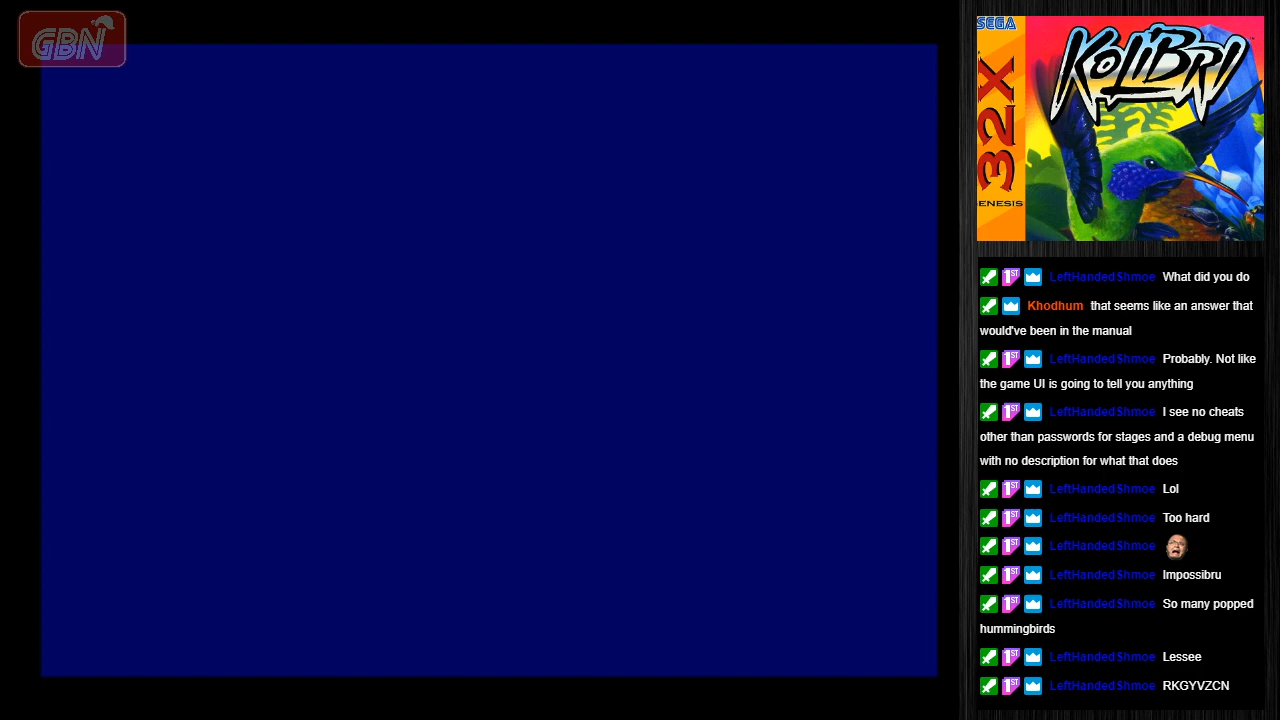 GBN
SEGA
KOLIBRI
32X
GENESIS
LeftHandedShmoe What did you do
Khodhum that seems like an answer that
would've been in the manual
LeftHandedShmoe Probably. Not like
the game UI is going to tell you anything
LeftHandedShmoe I see no cheats
other than passwords for stages and a debug menu
with no description for what that does
LeftHandedShmoe Lol
LeftHandedShmoe Too hard
LeftHandedShmoe
LeftHandedShmoe Impossibru
LeftHandedShmoe So many popped
hummingbirds
LeftHandedShmoe Lessee
LeftHandedShmoe RKGYVZCN